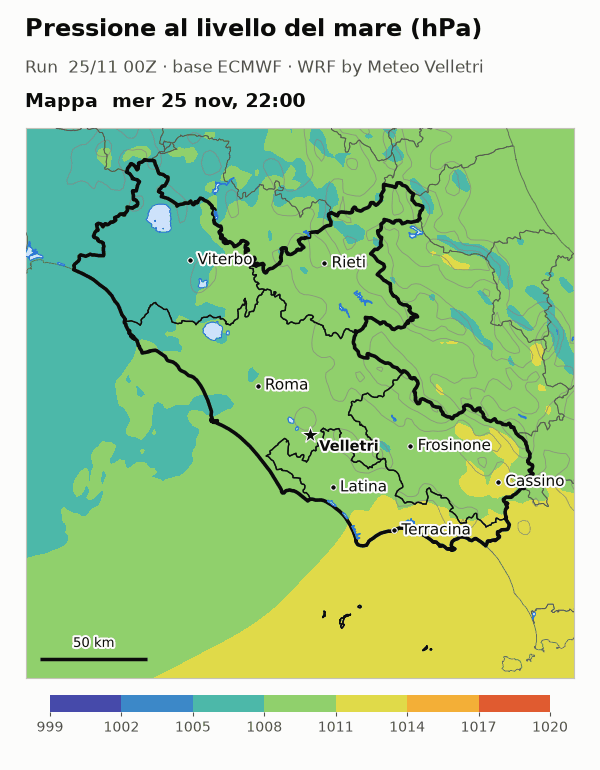 Pressione al livello del mare (hPa)
Run  25/11 00Z · base ECMWF · WRF by Meteo Velletri
Mappa  mer 25 nov, 22:00
Viterbo
Rieti
Roma
Velletri
Frosinone
Cassino
Latina
Terracina
50 km
999 1002 1005 1008 1011 1014 1017 1020